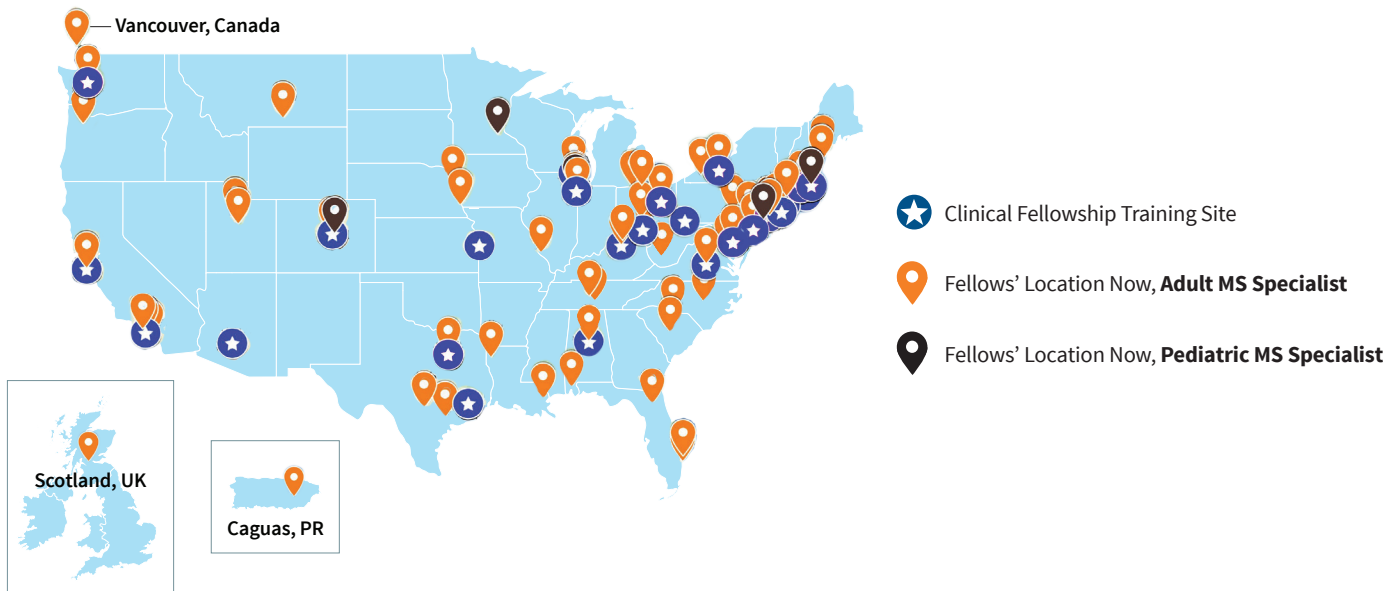 Vancouver, Canada
Clinical Fellowship Training Site
Fellows’ Location Now, Adult MS Specialist
Fellows’ Location Now, Pediatric MS Specialist
Scotland, UK
Caguas, PR